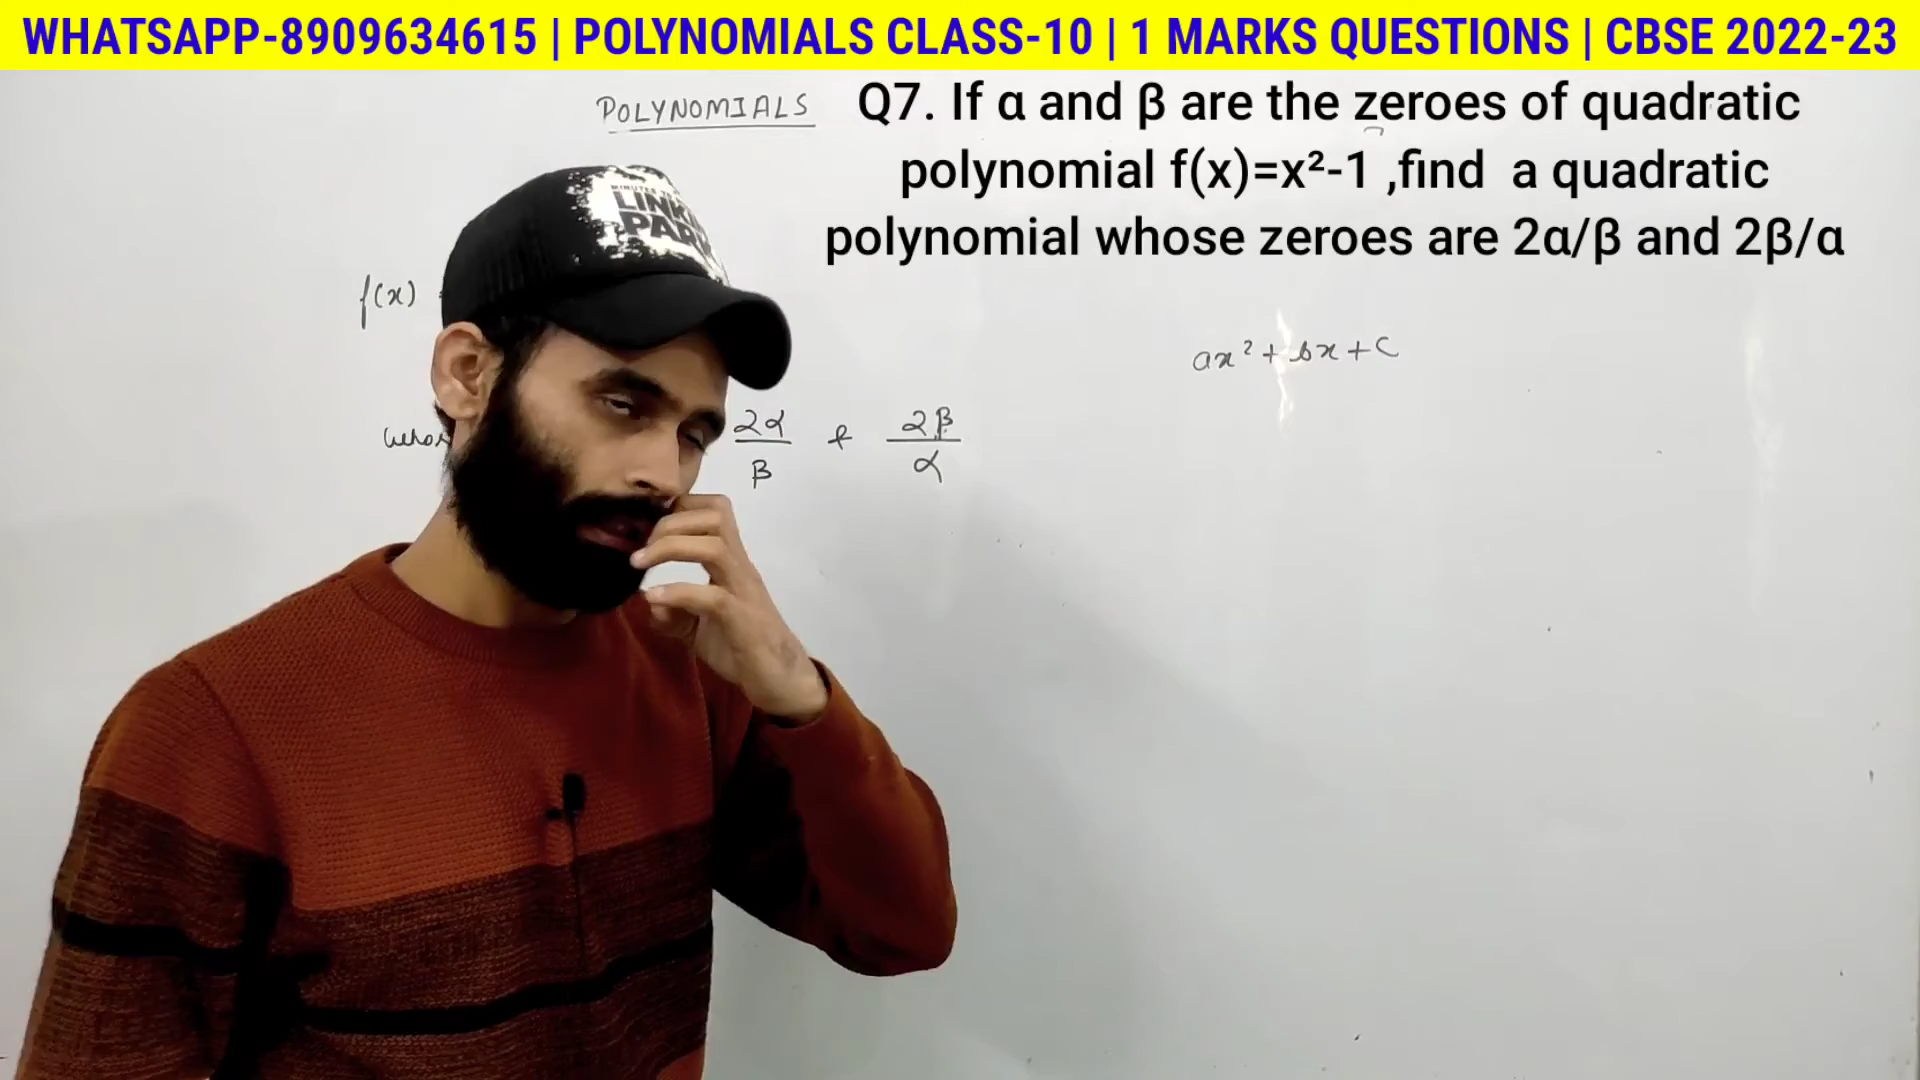 WHATSAPP-8909634615 | POLYNOMIALS CLASS-10 | 1 MARKS QUESTIONS | CBSE 2022-23
POLYNOMIALS
Q7. If α and β are the zeroes of quadratic
polynomial f(x)=x²-1 ,find a quadratic
polynomial whose zeroes are 2α/β and 2β/α
LINKIN
PARK
f(x)
ax² + bx + c
2α/β & 2β/α